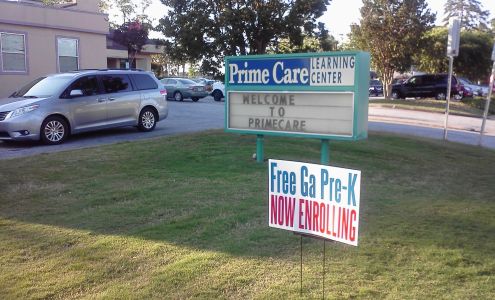 Prime Care LEARNING
CENTER
WELCOME
TO
PRIMECARE
Free Ga Pre-K
NOW ENROLLING